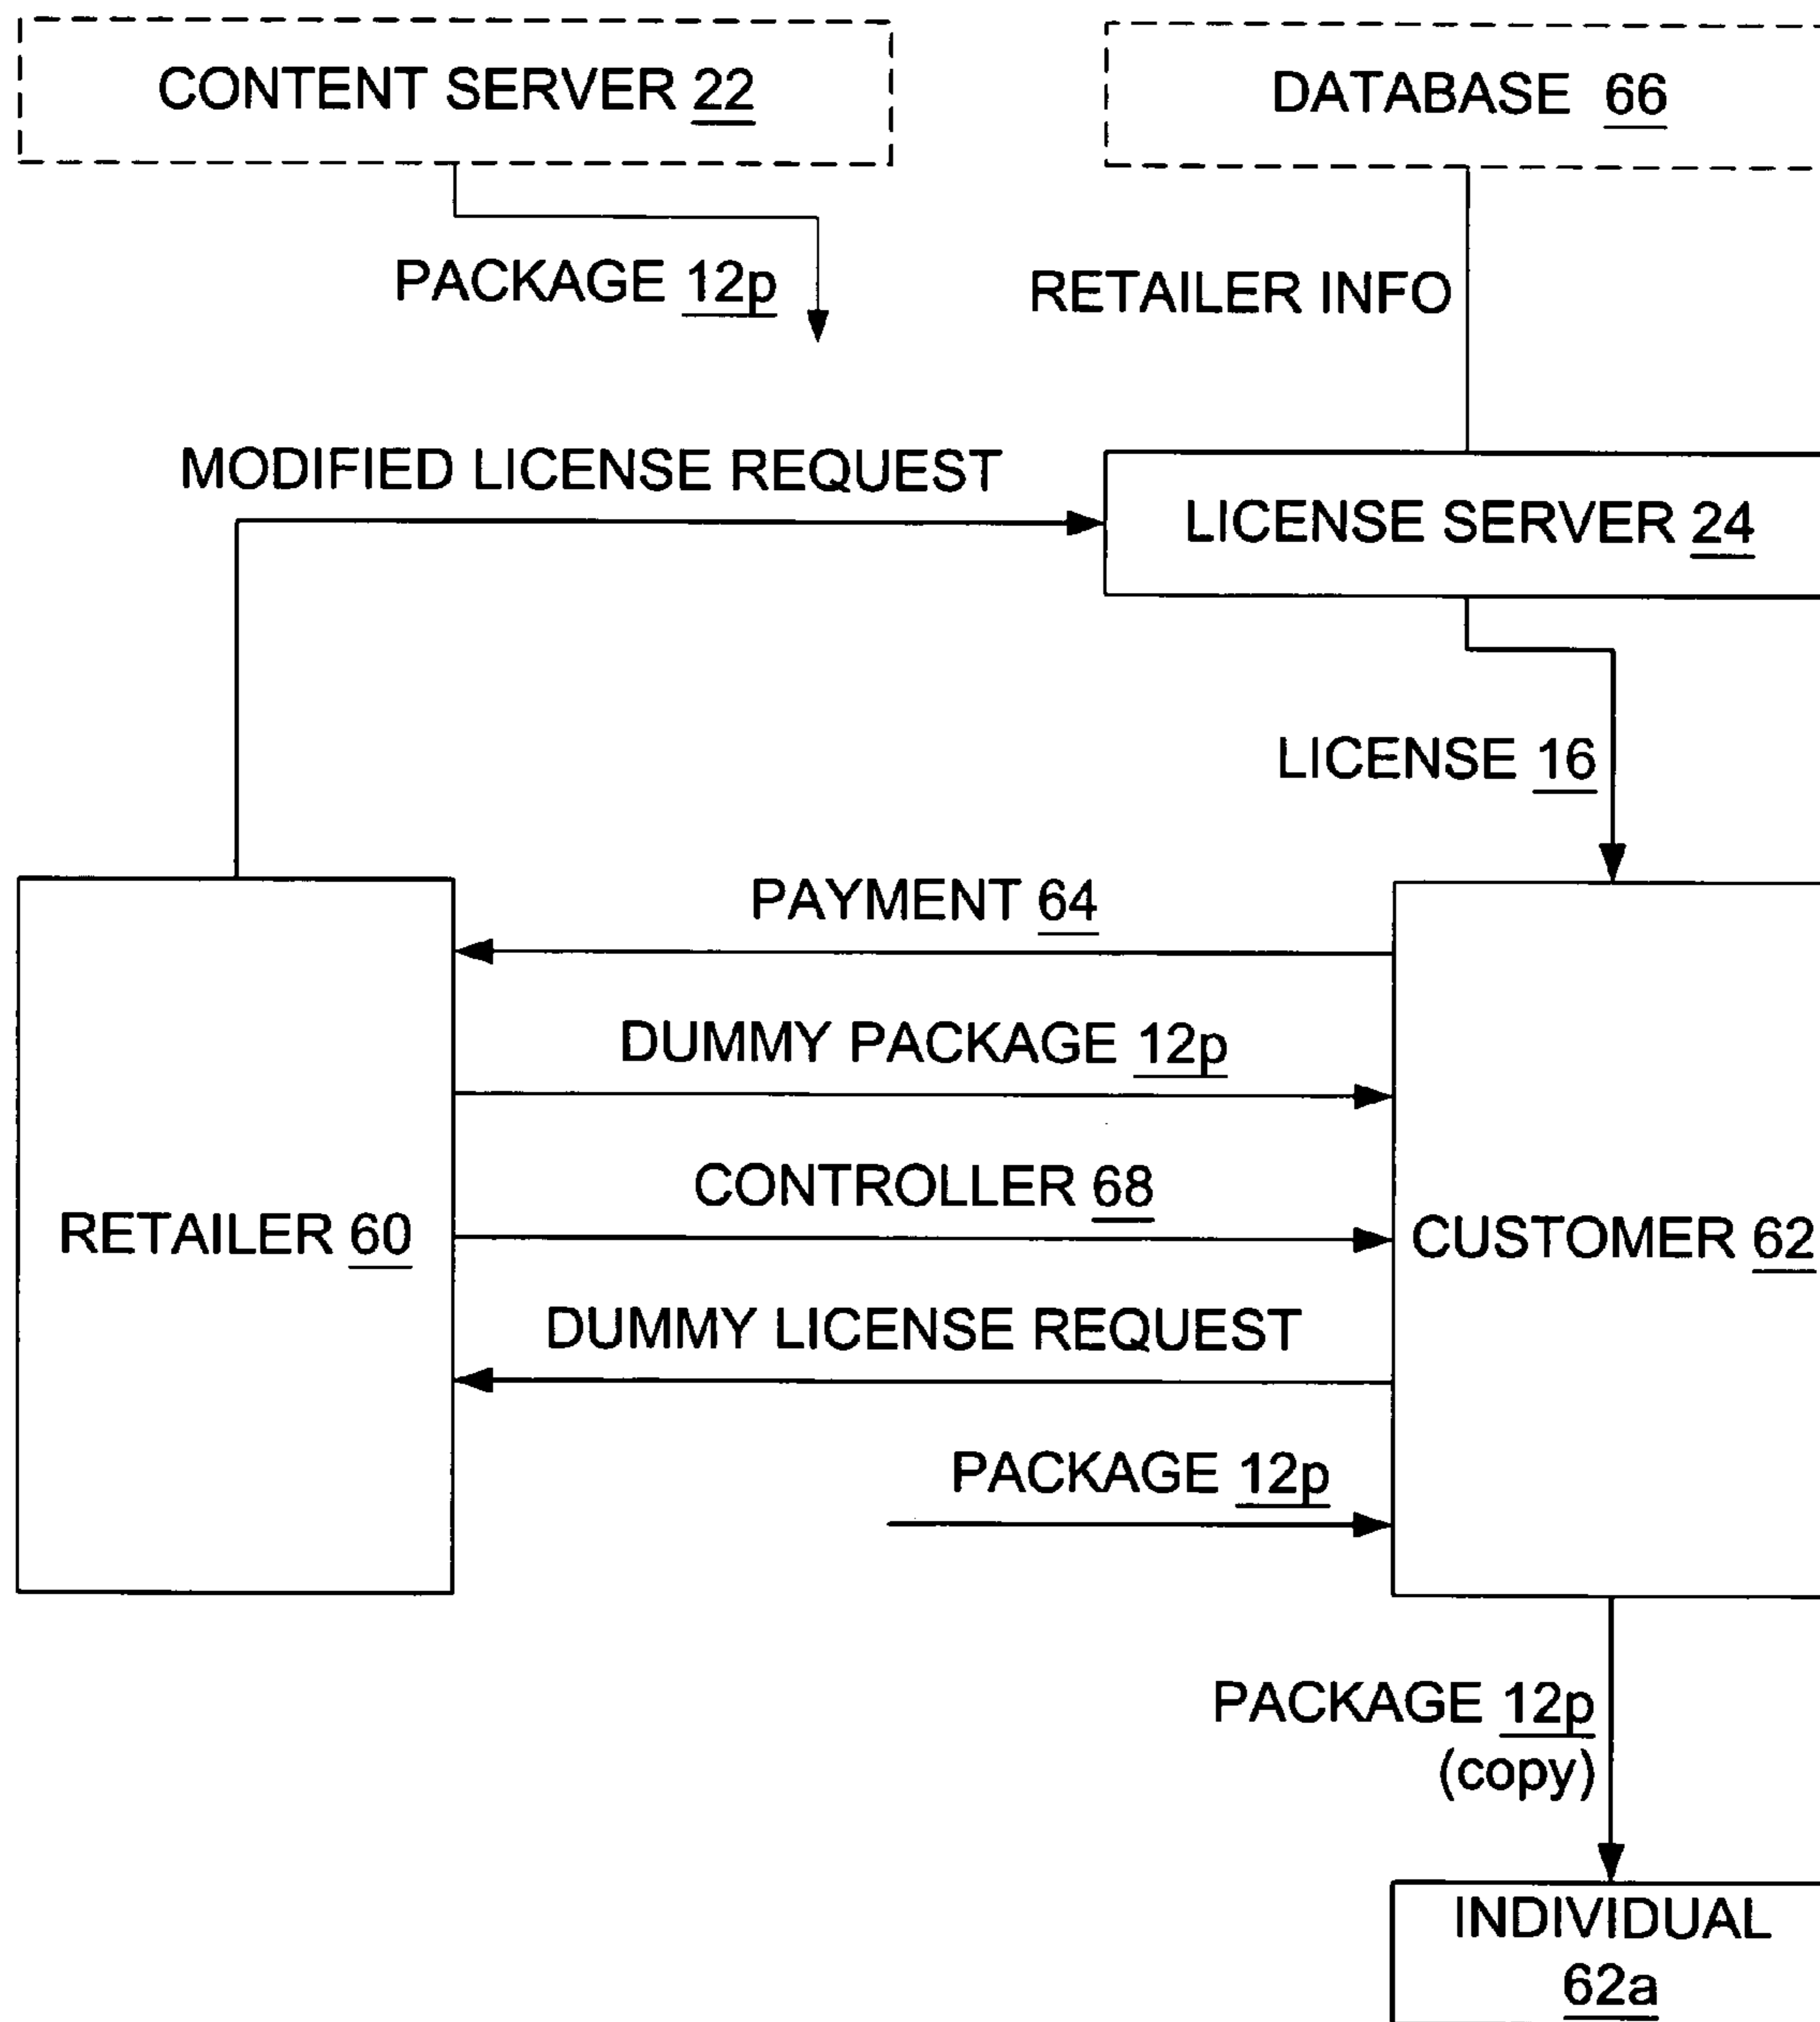 CONTENT SERVER 22
DATABASE 66
PACKAGE 12p
RETAILER INFO
MODIFIED LICENSE REQUEST
LICENSE SERVER 24
LICENSE 16
PAYMENT 64
DUMMY PACKAGE 12p
CONTROLLER 68
RETAILER 60
CUSTOMER 62
DUMMY LICENSE REQUEST
PACKAGE 12p
PACKAGE 12p
(copy)
INDIVIDUAL
62a